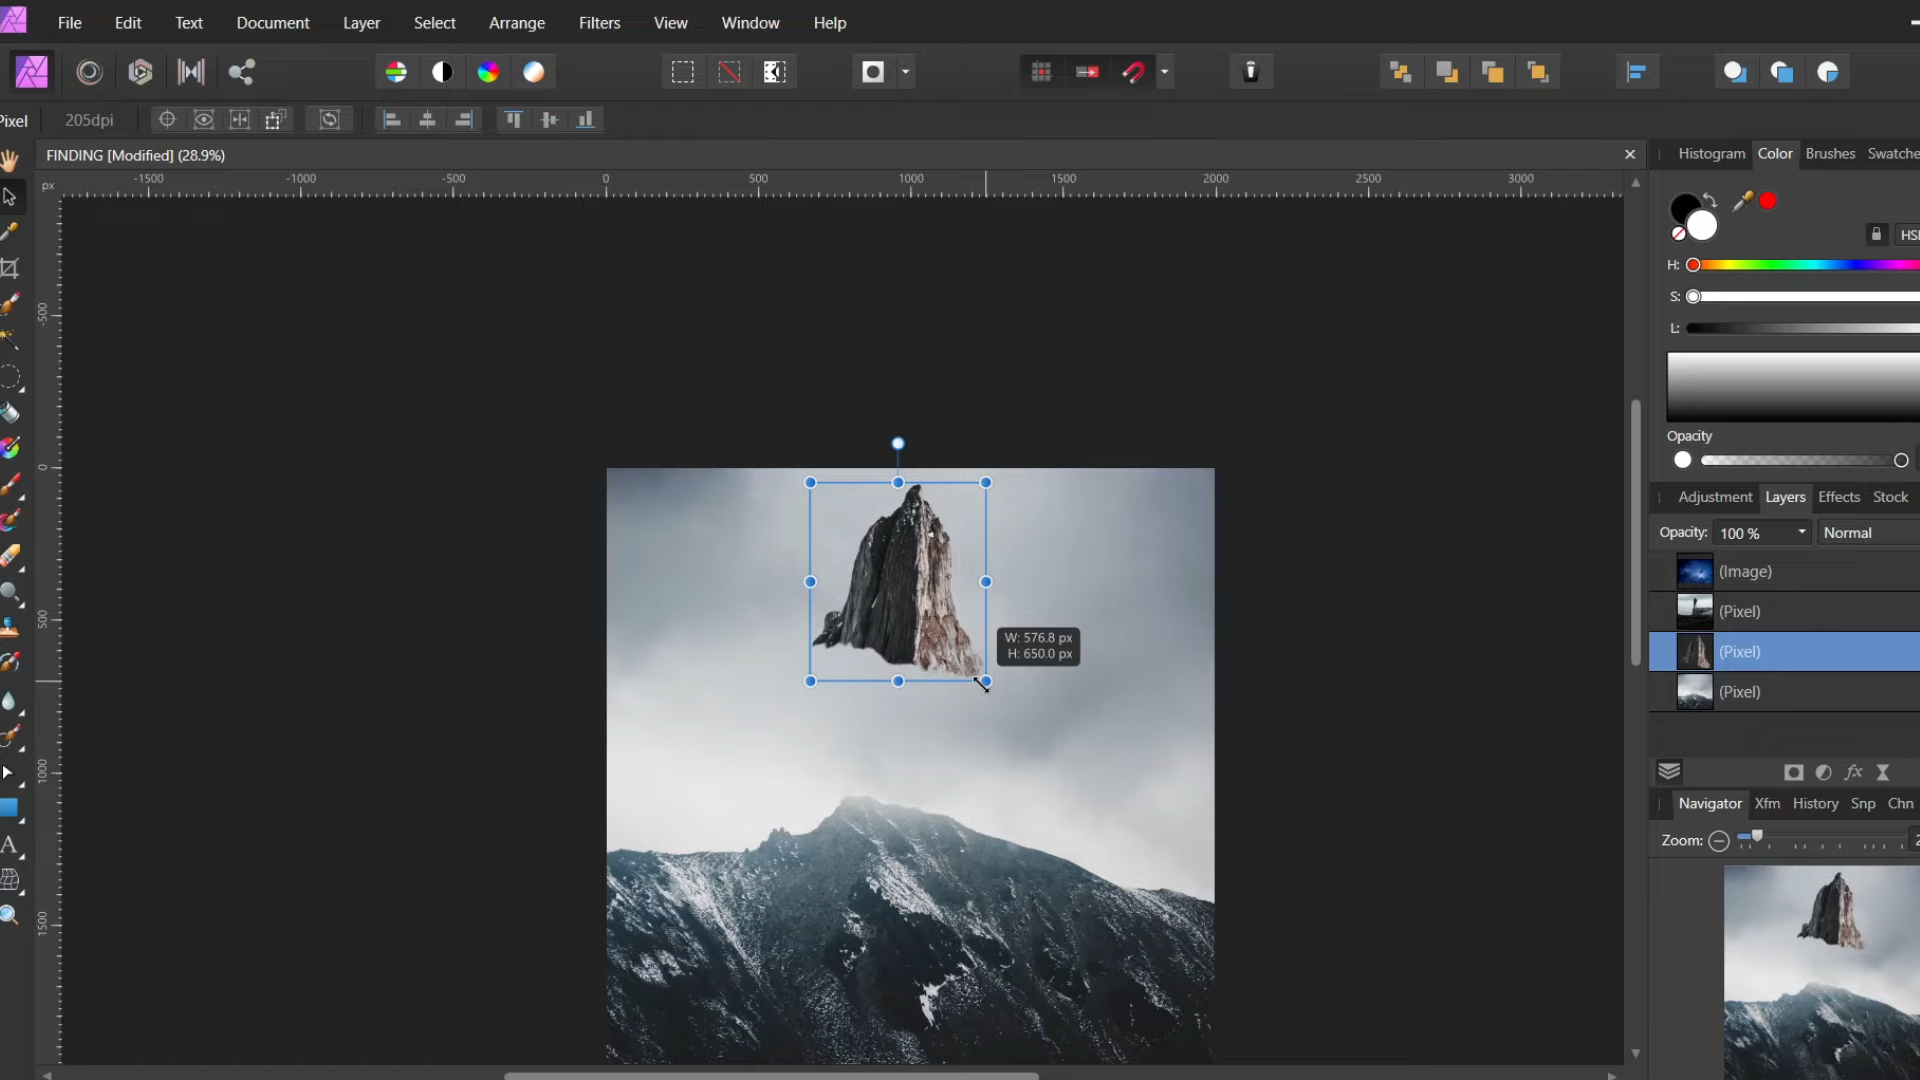 File Edit Text Document Layer Select Arrange Filters View Window Help
Pixel 205dpi
FINDING [Modified] (28.9%)
Histogram Color Brushes Swatche
px -1500 -1000 -500 0 500 1000 1500 2000 2500 3000
HSl
H:
S:
L:
-500
0
500
1000
1500
W: 576.8 px
H: 650.0 px
Opacity
Adjustment Layers Effects Stock
Opacity: 100 % Normal
(Image)
(Pixel)
(Pixel)
(Pixel)
fx
Navigator Xfm History Snp Chn
Zoom: 2